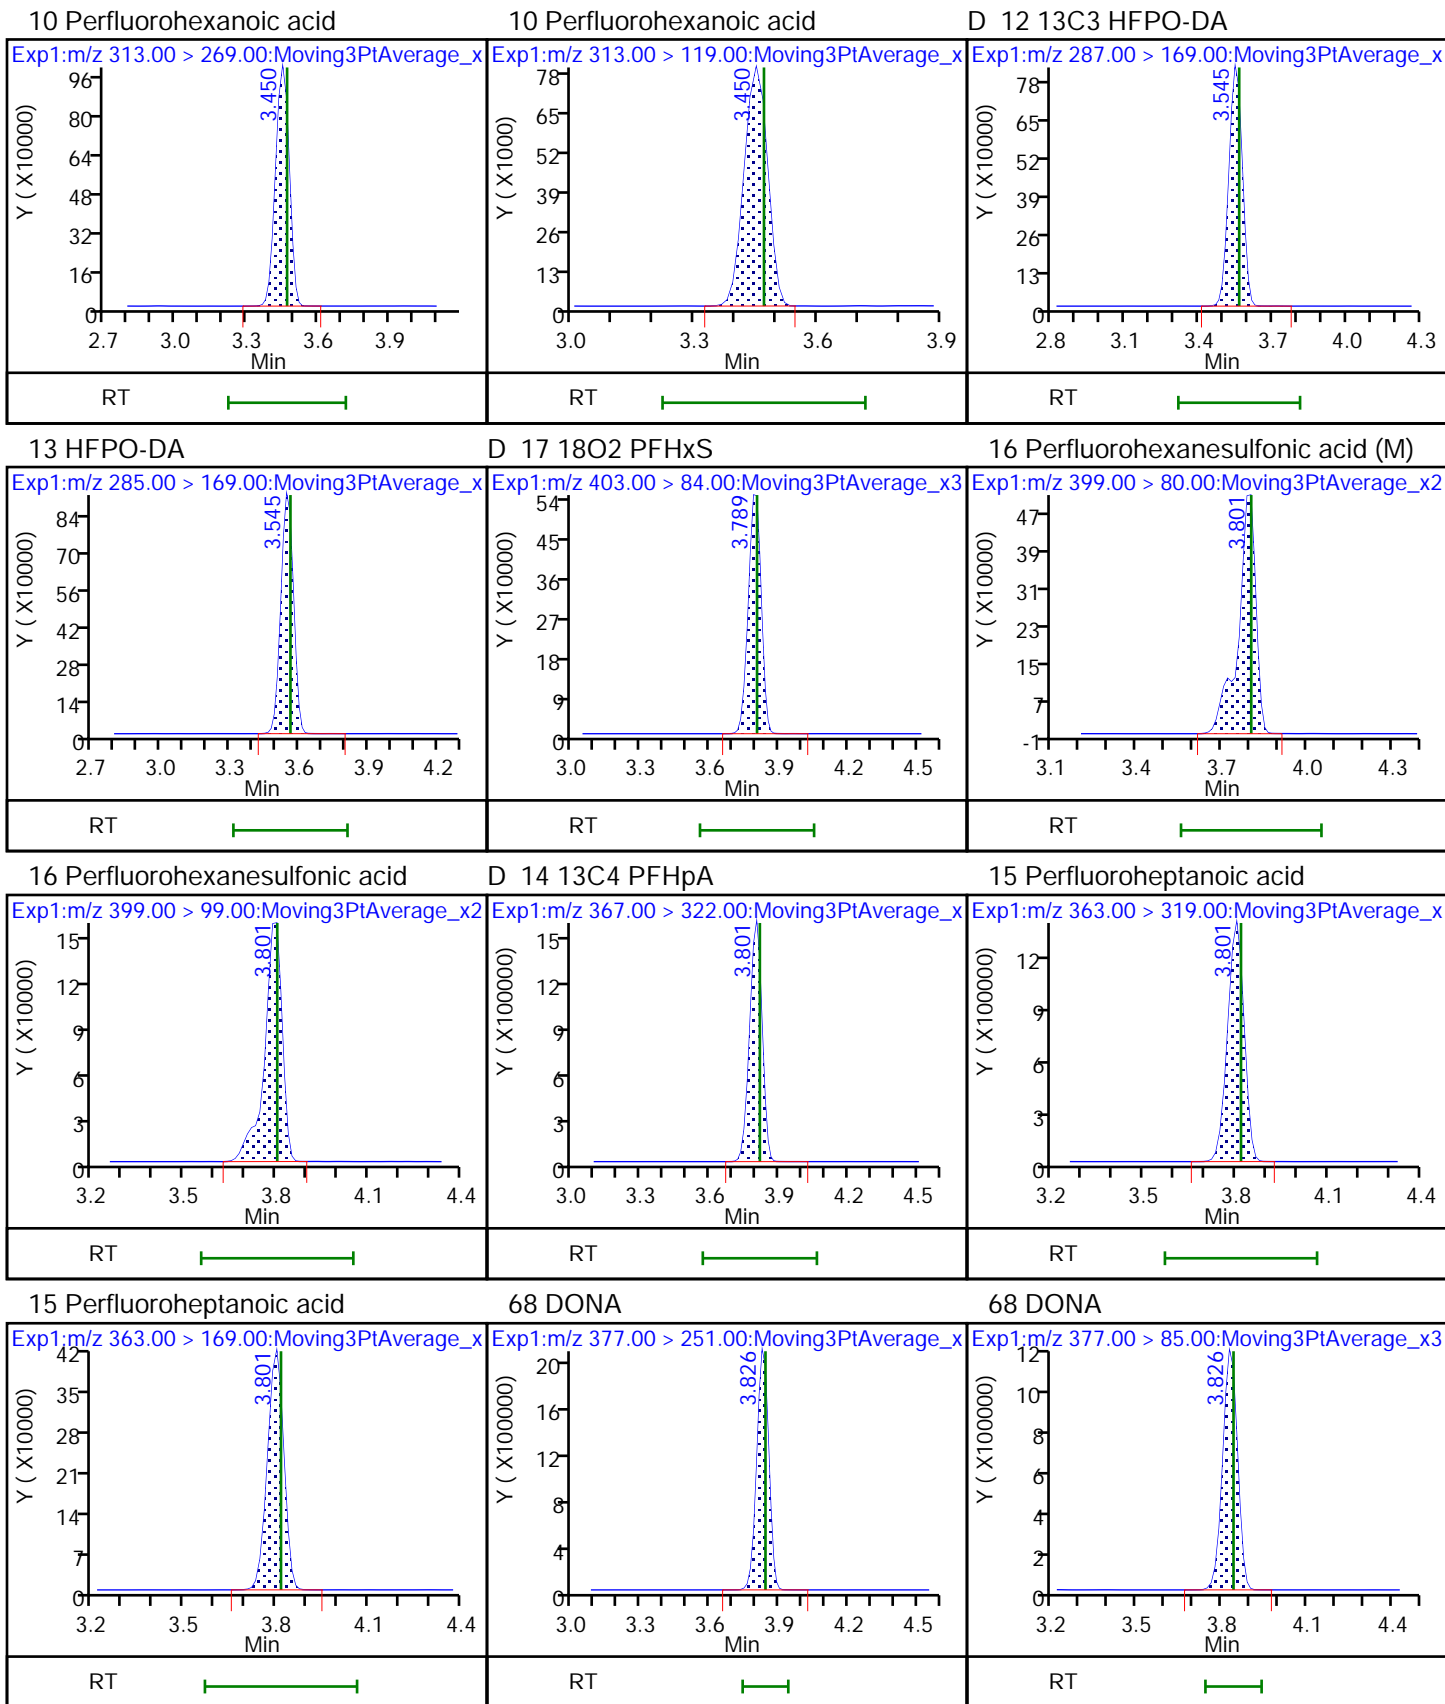 10 Perfluorohexanoic acid
Exp1:m/z 313.00 > 269.00:Moving3PtAverage_x
3.450
Y ( X10000)
96
80
64
48
32
16
0
2.7 3.0 3.3 3.6 3.9
Min
RT
10 Perfluorohexanoic acid
Exp1:m/z 313.00 > 119.00:Moving3PtAverage_x
3.450
Y ( X1000)
78
65
52
39
26
13
0
3.0 3.3 3.6 3.9
Min
RT
D 12 13C3 HFPO-DA
Exp1:m/z 287.00 > 169.00:Moving3PtAverage_x
3.545
Y ( X10000)
78
65
52
39
26
13
0
2.8 3.1 3.4 3.7 4.0 4.3
Min
RT
13 HFPO-DA
Exp1:m/z 285.00 > 169.00:Moving3PtAverage_x
3.545
Y ( X10000)
84
70
56
42
28
14
0
2.7 3.0 3.3 3.6 3.9 4.2
Min
RT
D 17 18O2 PFHxS
Exp1:m/z 403.00 > 84.00:Moving3PtAverage_x3
3.789
Y ( X10000)
54
45
36
27
18
9
0
3.0 3.3 3.6 3.9 4.2 4.5
Min
RT
16 Perfluorohexanesulfonic acid (M)
Exp1:m/z 399.00 > 80.00:Moving3PtAverage_x2
3.801
Y ( X10000)
47
39
31
23
15
7
-1
3.1 3.4 3.7 4.0 4.3
Min
RT
16 Perfluorohexanesulfonic acid
Exp1:m/z 399.00 > 99.00:Moving3PtAverage_x2
3.801
Y ( X10000)
15
12
9
6
3
0
3.2 3.5 3.8 4.1 4.4
Min
RT
D 14 13C4 PFHpA
Exp1:m/z 367.00 > 322.00:Moving3PtAverage_x
3.801
Y ( X100000)
15
12
9
6
3
0
3.0 3.3 3.6 3.9 4.2 4.5
Min
RT
15 Perfluoroheptanoic acid
Exp1:m/z 363.00 > 319.00:Moving3PtAverage_x
3.801
Y ( X100000)
12
9
6
3
0
3.2 3.5 3.8 4.1 4.4
Min
RT
15 Perfluoroheptanoic acid
Exp1:m/z 363.00 > 169.00:Moving3PtAverage_x
3.801
Y ( X10000)
42
35
28
21
14
7
0
3.2 3.5 3.8 4.1 4.4
Min
RT
68 DONA
Exp1:m/z 377.00 > 251.00:Moving3PtAverage_x
3.826
Y ( X100000)
20
16
12
8
4
0
3.0 3.3 3.6 3.9 4.2 4.5
Min
RT
68 DONA
Exp1:m/z 377.00 > 85.00:Moving3PtAverage_x3
3.826
Y ( X100000)
12
10
8
6
4
2
0
3.2 3.5 3.8 4.1 4.4
Min
RT